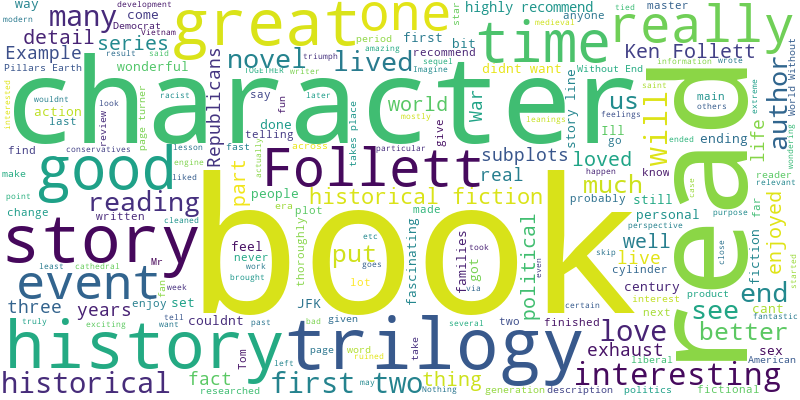 way
many
detail
Example
series
Pillars Earth
wonderful
great
Democrat
come
modern
development
Vietnam
result
said
novel
triumph
TOGETHER
writer
Imagine
later
one
period
amazing
first
recommend
highly recommend
bit
star
medieval
anyone
sequel
didnt want
time
really
tied
master
Ken Follett
information
wrote
Without End
World Without
interested
action
last
wouldnt
racist
review
look
page turner
conservatives
lesson
fast
engine
liked
find
make
point
change
written
cleaned
character
Republicans
say
done
telling
fun
across
actually
lived
world
takes place
mostly
particular
War
give
leanings
story line
Ill
go
us
feelings
saint
main
others
ended
ending
know
Will
life
extreme
wondering
author
good
reading
part
Follett
people
era
plot
real
historical fiction
made
subplots
loved
much
probably
still
happen
personal
perspective
read
case
purpose
close
far
reader
relevant
fiction
enjoyed
story
least
cathedral
truly
exciting
event
three
years
Mr
fan
week
enjoy
tell
want
set
couldnt
past
feel
never
work
brought
thoroughly
book
put
etc
goes
lot
JFK
bad
given
fascinating
families
got
took
via
political
even
well
live
cylinder
century
skip
interest
certain
next
product
see
better
end
cant
started
fantastic
American
history
historical
fact
researched
Tom
left
first
page
ruined
word
may
trilogy
two
take
Nothing
thing
several
two
finished
generation
description
love
exhaust
liberal
politics
sex
interesting
fictional